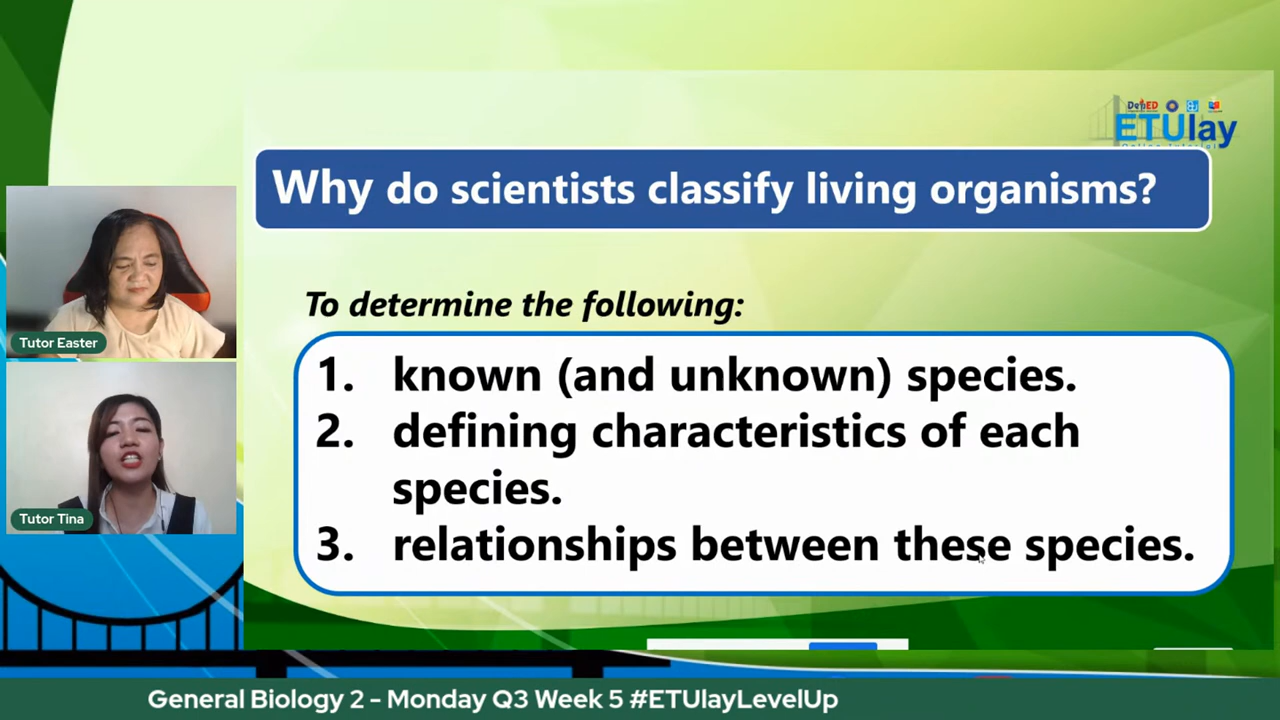 DepED
ETUlay
Online Tutorial
Why do scientists classify living organisms?
To determine the following:
1. known (and unknown) species.
2. defining characteristics of each
species.
3. relationships between these species.
Tutor Easter
Tutor Tina
General Biology 2 - Monday Q3 Week 5 #ETUlayLevelUp